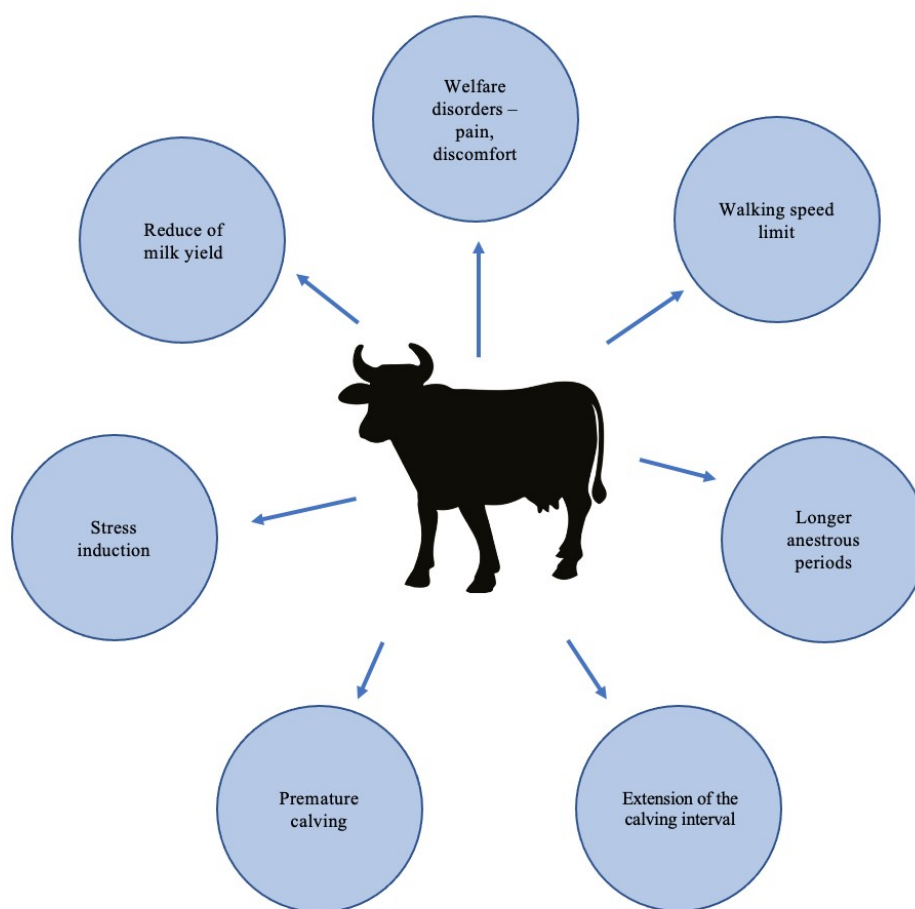 Welfare
disorders –
pain,
discomfort
Reduce of
milk yield
Walking speed
limit
Stress
induction
Longer
anestrous
periods
Premature
calving
Extension of the
calving interval